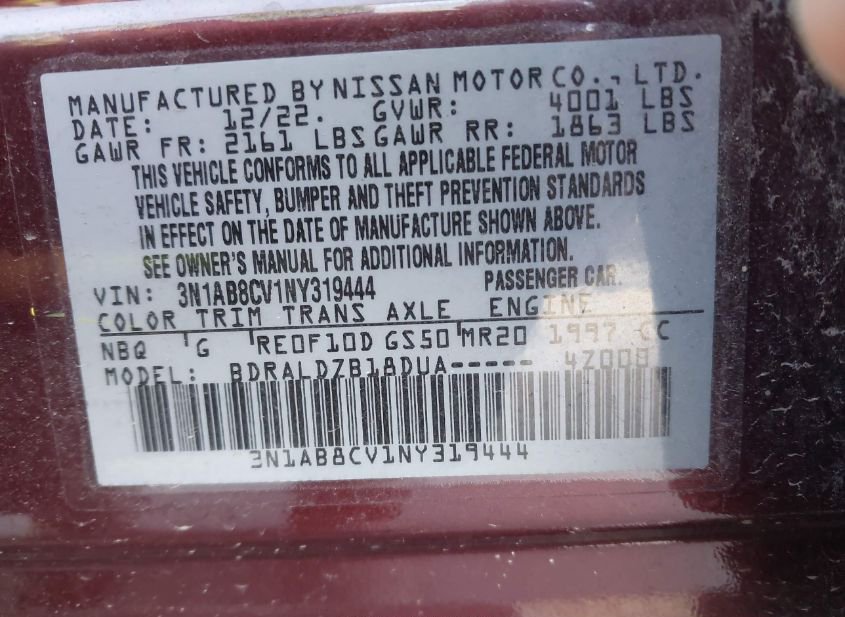 MANUFACTURED BY NISSAN MOTOR CO., LTD.
DATE: 12/22. GVWR: 4001 LBS
GAWR FR: 2161 LBS GAWR RR: 1863 LBS
THIS VEHICLE CONFORMS TO ALL APPLICABLE FEDERAL MOTOR
VEHICLE SAFETY, BUMPER AND THEFT PREVENTION STANDARDS
IN EFFECT ON THE DATE OF MANUFACTURE SHOWN ABOVE.
SEE OWNER'S MANUAL FOR ADDITIONAL INFORMATION.
VIN: 3N1AB8CV1NY319444 PASSENGER CAR.
COLOR TRIM TRANS AXLE ENGINE
NBQ G RE0F10D GS50 MR20 1997 CC
MODEL: BDRALDZB18DUA----- 4Z008
3N1AB8CV1NY319444